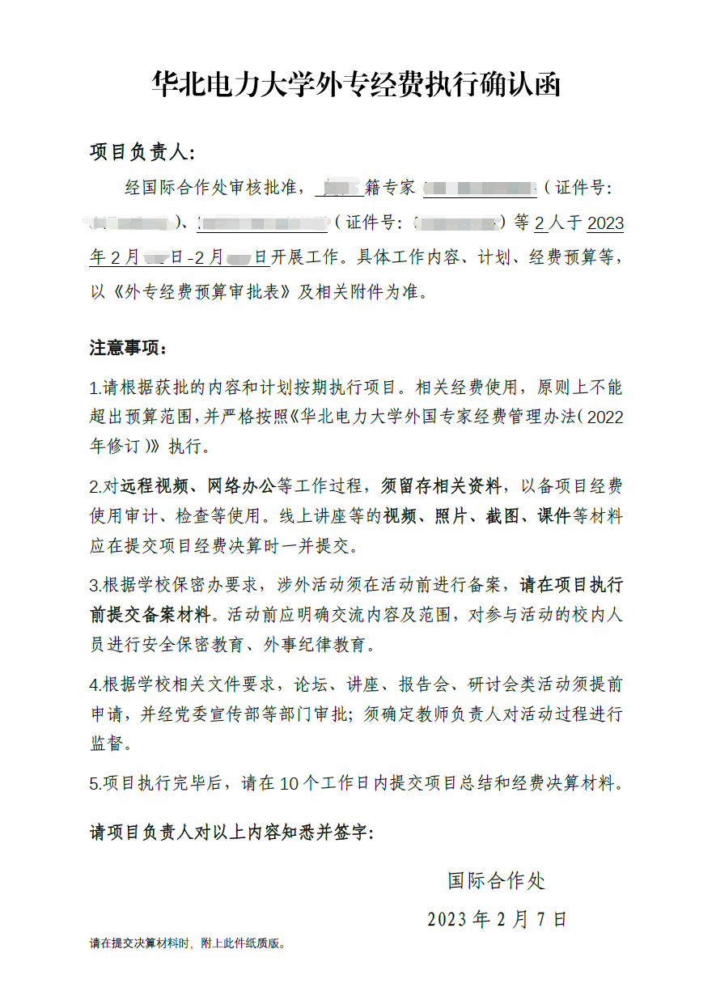 华北电力大学外专经费执行确认函
项目负责人：
经国际合作处审核批准， 籍专家 （证件号：
）、 （证件号： ）等 2 人于 2023
年 2 月 日-2 月 日开展工作。具体工作内容、计划、经费预算等，
以《外专经费预算审批表》及相关附件为准。
注意事项：
1.请根据获批的内容和计划按期执行项目。相关经费使用，原则上不能
超出预算范围，并严格按照《华北电力大学外国专家经费管理办法（2022
年修订）》执行。
2.对远程视频、网络办公等工作过程，须留存相关资料，以备项目经费
使用审计、检查等使用。线上讲座等的视频、照片、截图、课件等材料
应在提交项目经费决算时一并提交。
3.根据学校保密办要求，涉外活动须在活动前进行备案，请在项目执行
前提交备案材料。活动前应明确交流内容及范围，对参与活动的校内人
员进行安全保密教育、外事纪律教育。
4.根据学校相关文件要求，论坛、讲座、报告会、研讨会类活动须提前
申请，并经党委宣传部等部门审批；须确定教师负责人对活动过程进行
监督。
5.项目执行完毕后，请在 10 个工作日内提交项目总结和经费决算材料。
请项目负责人对以上内容知悉并签字：
国际合作处
2023 年 2 月 7 日
请在提交决算材料时，附上此件纸质版。